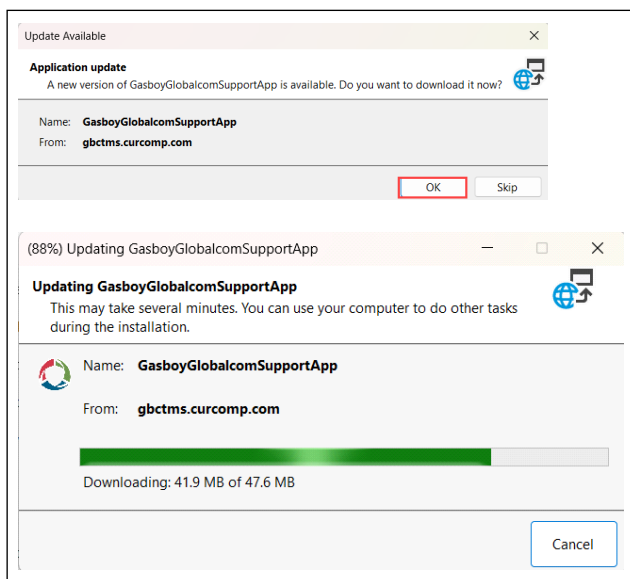 Update Available
Application update
A new version of GasboyGlobalcomSupportApp is available. Do you want to download it now?
Name: GasboyGlobalcomSupportApp
From: gbctms.curcomp.com
OK Skip
(88%) Updating GasboyGlobalcomSupportApp
Updating GasboyGlobalcomSupportApp
This may take several minutes. You can use your computer to do other tasks
during the installation.
Name: GasboyGlobalcomSupportApp
From: gbctms.curcomp.com
Downloading: 41.9 MB of 47.6 MB
Cancel